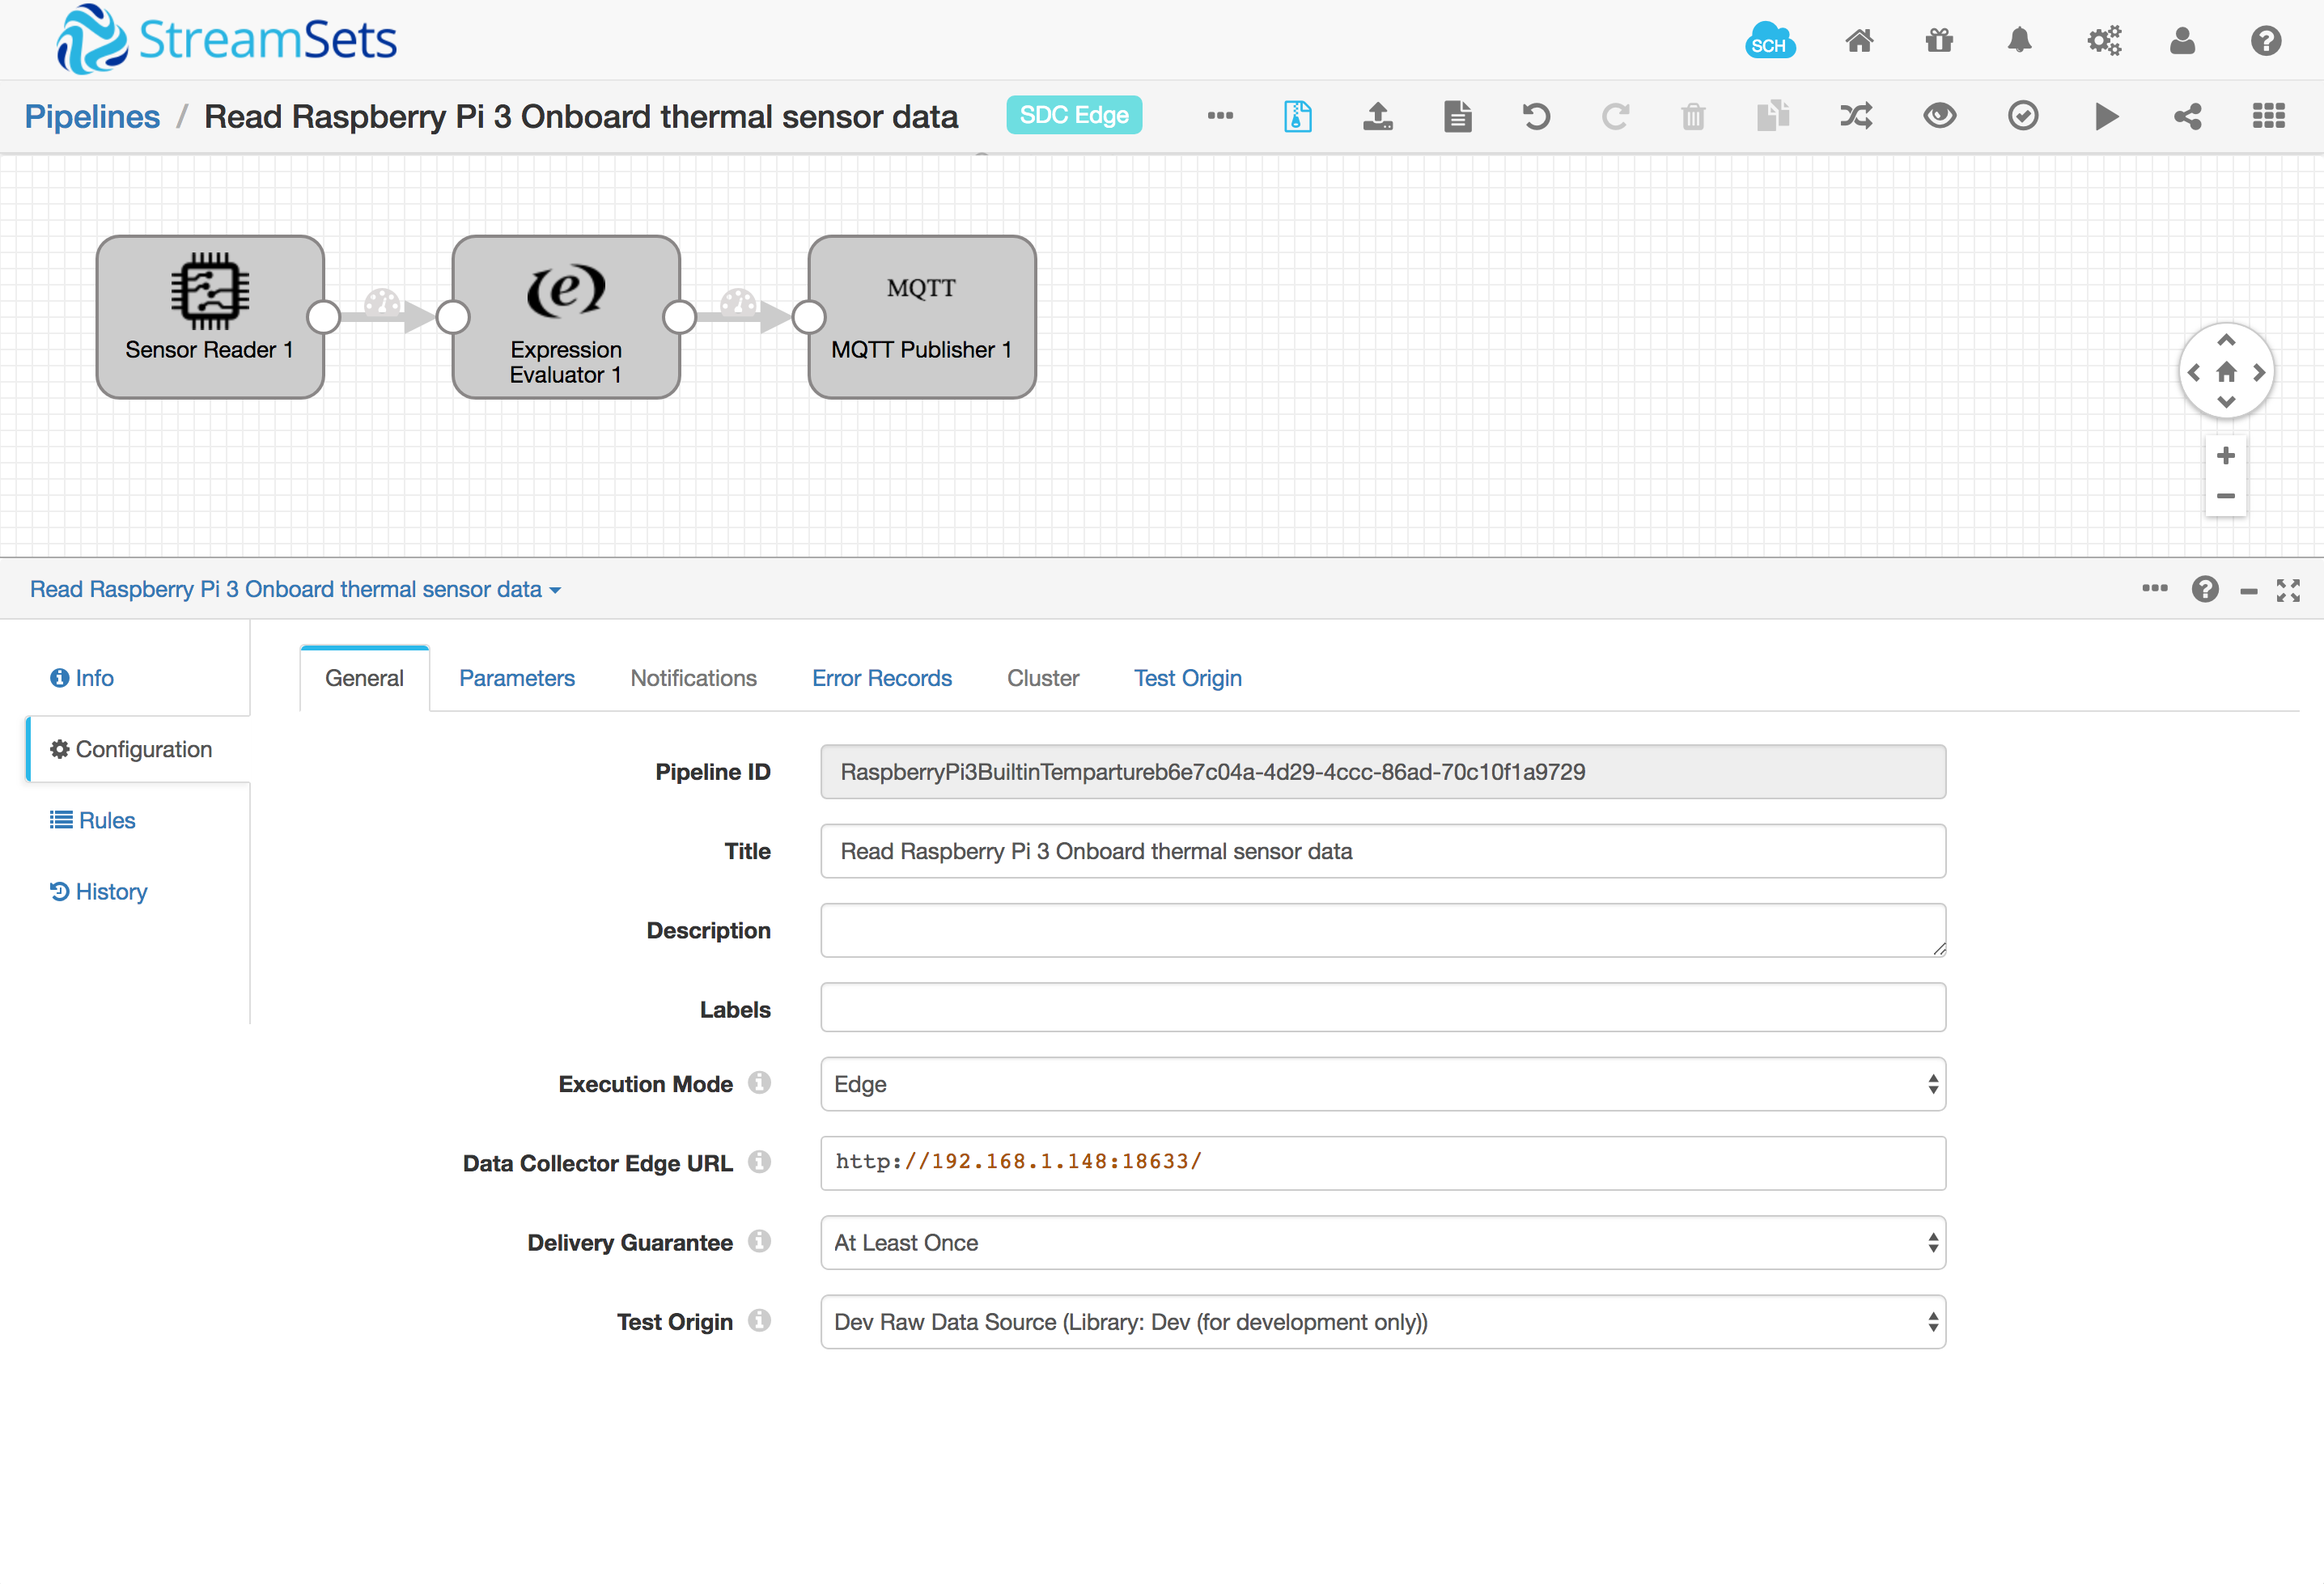 StreamSets
SCH
Pipelines / Read Raspberry Pi 3 Onboard thermal sensor data
SDC Edge
Sensor Reader 1
Expression
Evaluator 1
MQTT
MQTT Publisher 1
Read Raspberry Pi 3 Onboard thermal sensor data
Info
Configuration
Rules
History
General Parameters Notifications Error Records Cluster Test Origin
Pipeline ID RaspberryPi3BuiltinTempartureb6e7c04a-4d29-4ccc-86ad-70c10f1a9729
Title Read Raspberry Pi 3 Onboard thermal sensor data
Description
Labels
Execution Mode Edge
Data Collector Edge URL http://192.168.1.148:18633/
Delivery Guarantee At Least Once
Test Origin Dev Raw Data Source (Library: Dev (for development only))